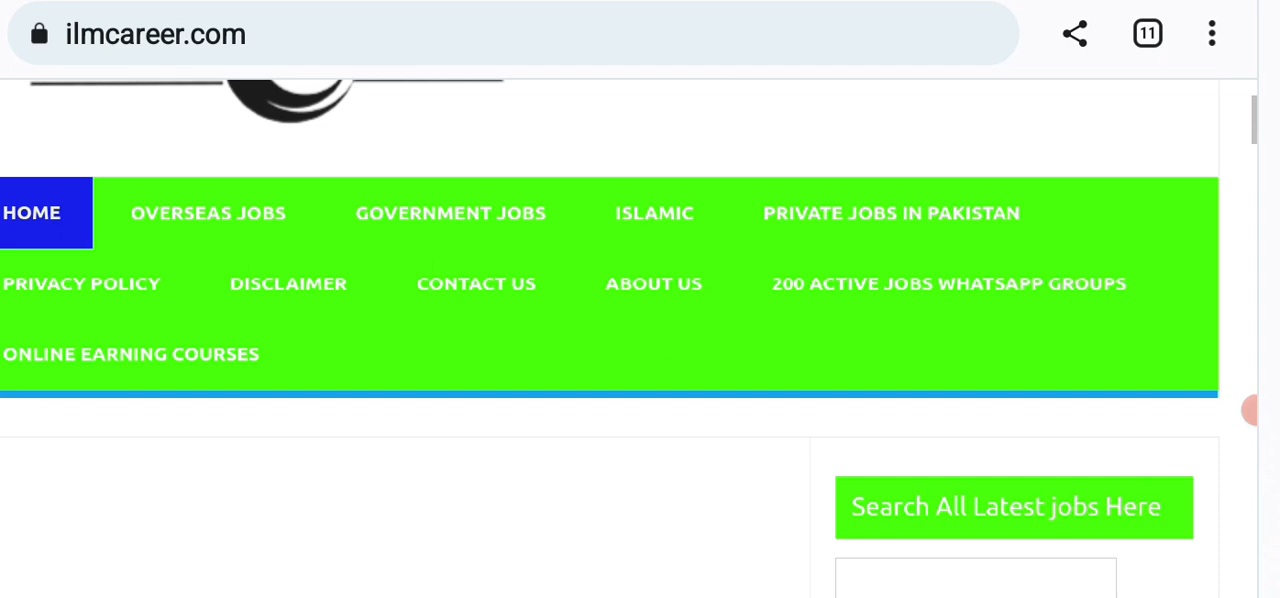 ilmcareer.com
11
HOME OVERSEAS JOBS GOVERNMENT JOBS ISLAMIC PRIVATE JOBS IN PAKISTAN
PRIVACY POLICY DISCLAIMER CONTACT US ABOUT US 200 ACTIVE JOBS WHATSAPP GROUPS
ONLINE EARNING COURSES
Search All Latest jobs Here